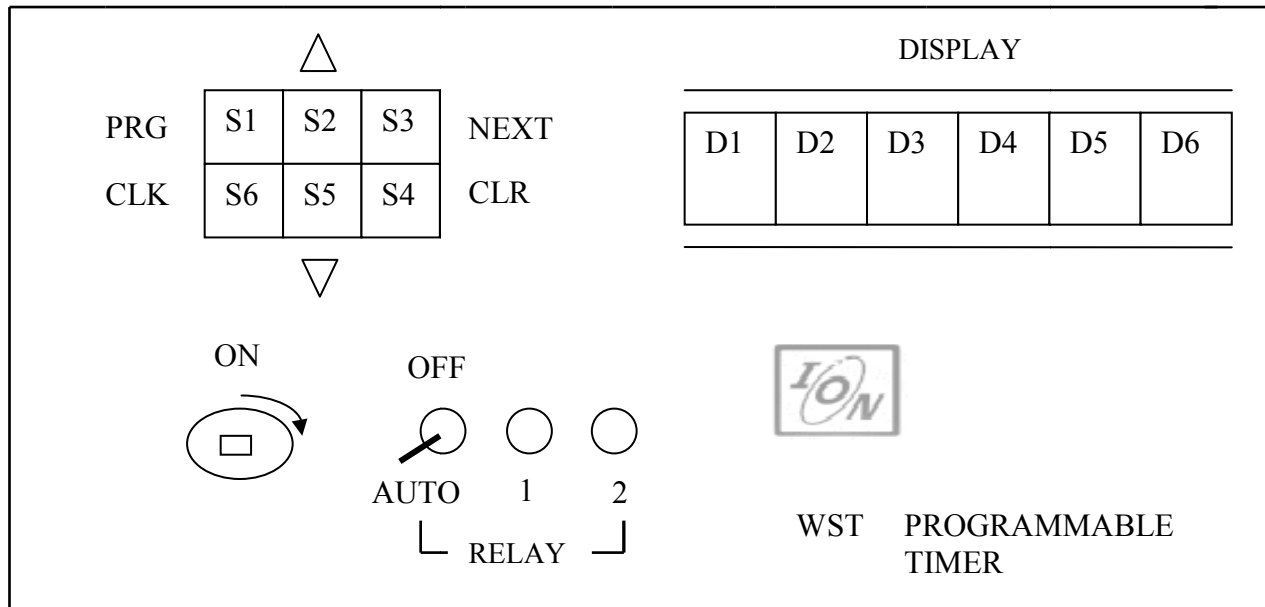 DISPLAY
PRG S1 S2 S3 NEXT
CLK S6 S5 S4 CLR
D1 D2 D3 D4 D5 D6
ON OFF
AUTO 1 2
RELAY
ION
WST PROGRAMMABLE
TIMER